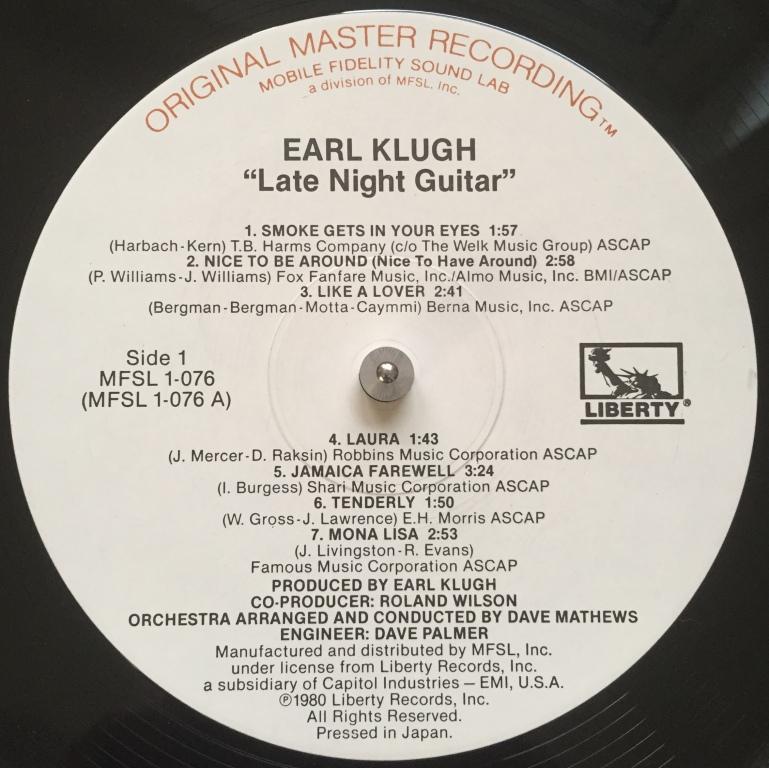 ORIGINAL MASTER RECORDING™
MOBILE FIDELITY SOUND LAB
a division of MFSL, Inc.
EARL KLUGH
“Late Night Guitar”
1. SMOKE GETS IN YOUR EYES 1:57
(Harbach-Kern) T.B. Harms Company (c/o The Welk Music Group) ASCAP
2. NICE TO BE AROUND (Nice To Have Around) 2:58
(P. Williams-J. Williams) Fox Fanfare Music, Inc./Almo Music, Inc. BMI/ASCAP
3. LIKE A LOVER 2:41
(Bergman-Bergman-Motta-Caymmi) Berna Music, Inc. ASCAP
Side 1
MFSL 1-076
(MFSL 1-076 A)
LIBERTY®
4. LAURA 1:43
(J. Mercer-D. Raksin) Robbins Music Corporation ASCAP
5. JAMAICA FAREWELL 3:24
(I. Burgess) Shari Music Corporation ASCAP
6. TENDERLY 1:50
(W. Gross-J. Lawrence) E.H. Morris ASCAP
7. MONA LISA 2:53
(J. Livingston-R. Evans)
Famous Music Corporation ASCAP
PRODUCED BY EARL KLUGH
CO-PRODUCER: ROLAND WILSON
ORCHESTRA ARRANGED AND CONDUCTED BY DAVE MATHEWS
ENGINEER: DAVE PALMER
Manufactured and distributed by MFSL, Inc.
under license from Liberty Records, Inc.
a subsidiary of Capitol Industries — EMI, U.S.A.
℗1980 Liberty Records, Inc.
All Rights Reserved.
Pressed in Japan.